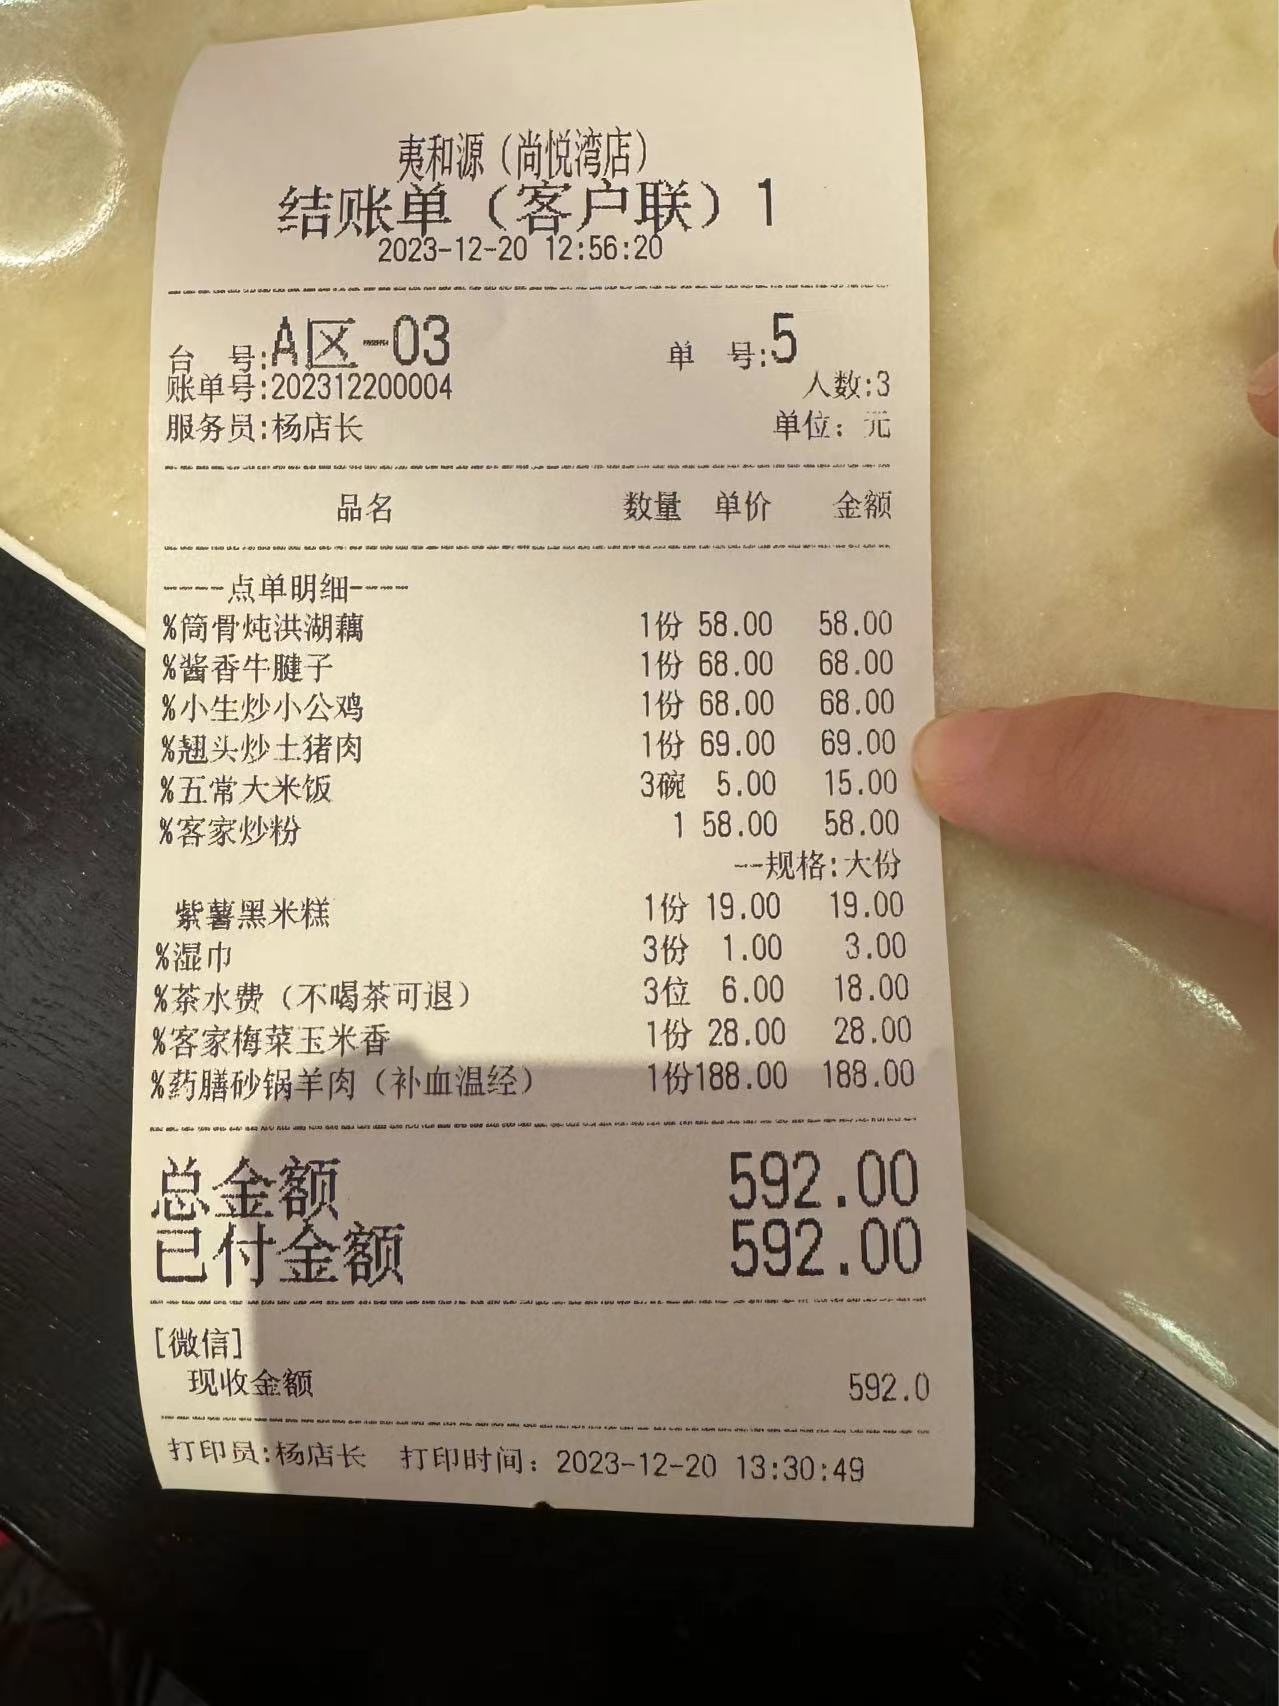 夷和源（尚悦湾店）
结账单（客户联）1
2023-12-20 12:56:20
台 号:A区-03 单 号:5
账单号:202312200004 人数:3
服务员:杨店长 单位：元
品名 数量 单价 金额
----点单明细----
%筒骨炖洪湖藕 1份 58.00 58.00
%酱香牛腱子 1份 68.00 68.00
%小生炒小公鸡 1份 68.00 68.00
%翘头炒土猪肉 1份 69.00 69.00
%五常大米饭 3碗 5.00 15.00
%客家炒粉 1 58.00 58.00
--规格:大份
紫薯黑米糕 1份 19.00 19.00
%湿巾 3份 1.00 3.00
%茶水费（不喝茶可退） 3位 6.00 18.00
%客家梅菜玉米香 1份 28.00 28.00
%药膳砂锅羊肉（补血温经） 1份188.00 188.00
总金额 592.00
已付金额 592.00
[微信]
现收金额 592.0
打印员:杨店长 打印时间：2023-12-20 13:30:49